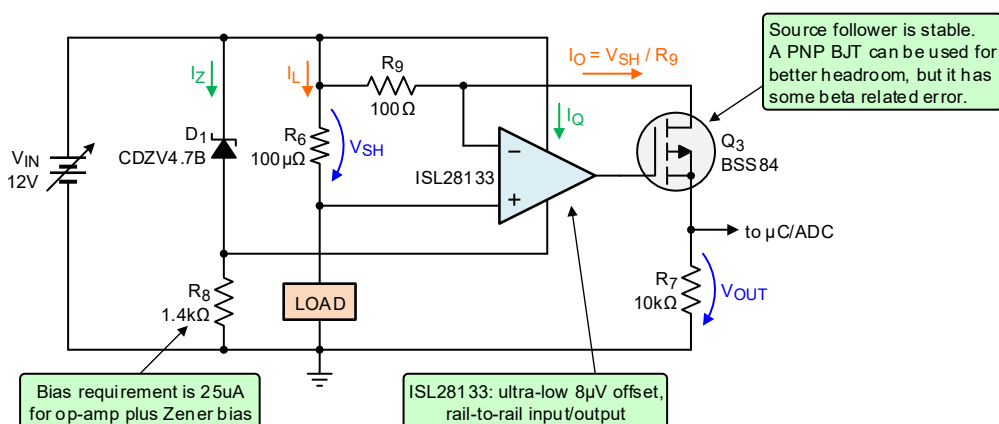 Source follower is stable.
A PNP BJT can be used for
better headroom, but it has
some beta related error.
I_O = V_SH / R_9
I_Z
I_L
R_9
100Ω
I_Q
D_1
CDZV4.7B
R_6
100µΩ
V_SH
V_IN
12V
−
+
ISL28133
Q_3
BSS84
to µC/ADC
R_8
1.4kΩ
LOAD
R_7
10kΩ
V_OUT
Bias requirement is 25uA
for op-amp plus Zener bias
ISL28133: ultra-low 8µV offset,
rail-to-rail input/output